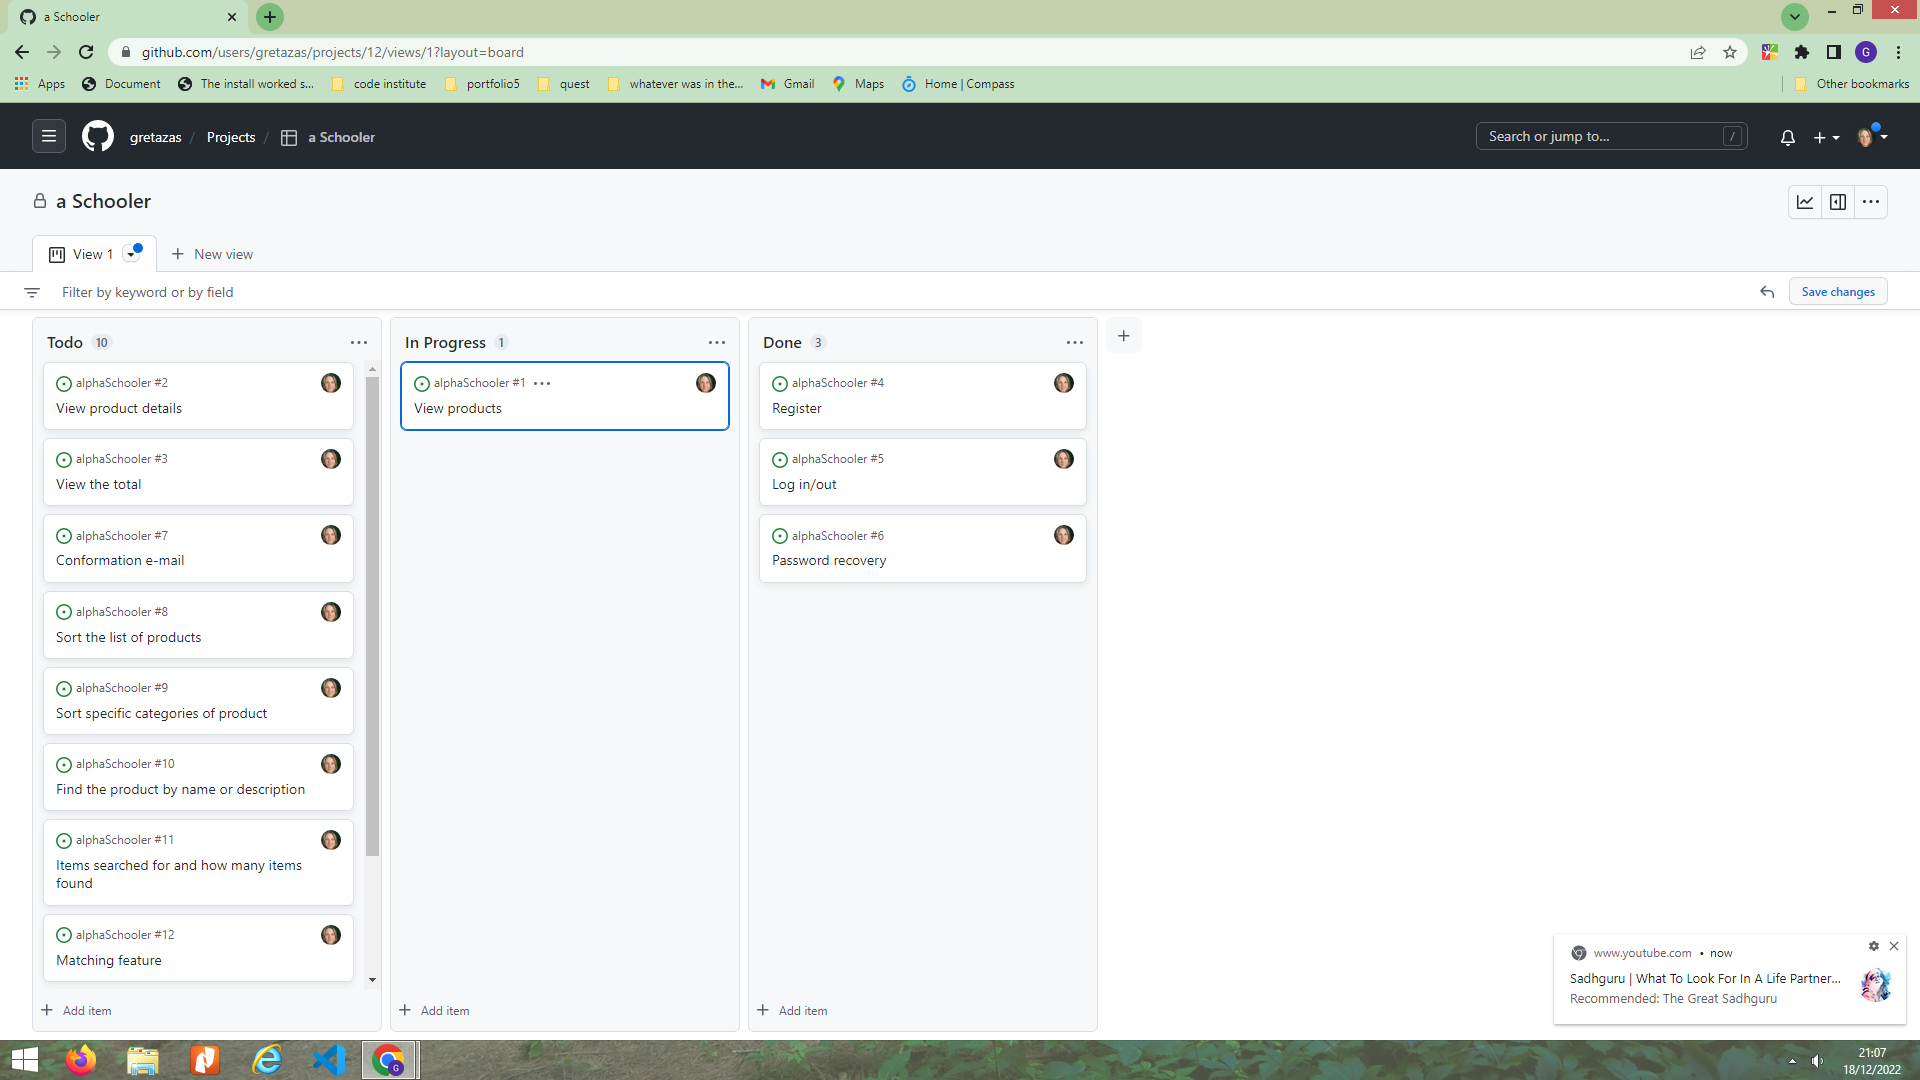 a Schooler
github.com/users/gretazas/projects/12/views/1?layout=board
G
Apps
Document
The install worked s...
code institute
portfolio5
quest
whatever was in the...
Gmail
Maps
Home | Compass
Other bookmarks
gretazas / Projects / a Schooler
Search or jump to... /
a Schooler
View 1
New view
Filter by keyword or by field
Save changes
Todo 10
alphaSchooler #2
View product details
alphaSchooler #3
View the total
alphaSchooler #7
Conformation e-mail
alphaSchooler #8
Sort the list of products
alphaSchooler #9
Sort specific categories of product
alphaSchooler #10
Find the product by name or description
alphaSchooler #11
Items searched for and how many items
found
alphaSchooler #12
Matching feature
Add item
In Progress 1
alphaSchooler #1
View products
Add item
Done 3
alphaSchooler #4
Register
alphaSchooler #5
Log in/out
alphaSchooler #6
Password recovery
Add item
www.youtube.com • now
Sadhguru | What To Look For In A Life Partner...
Recommended: The Great Sadhguru
G
21:07
18/12/2022